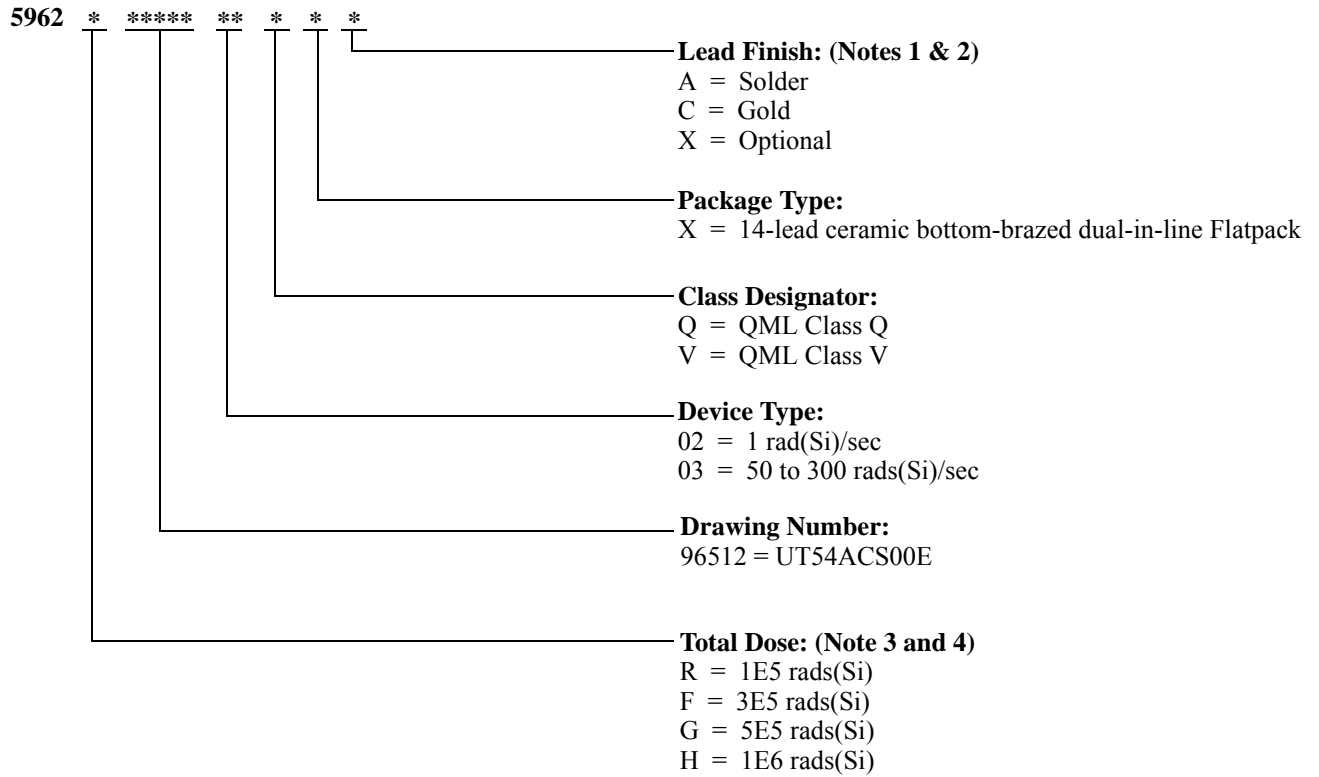 5962 * ***** ** * * *
Lead Finish: (Notes 1 & 2)
A = Solder
C = Gold
X = Optional
Package Type:
X = 14-lead ceramic bottom-brazed dual-in-line Flatpack
Class Designator:
Q = QML Class Q
V = QML Class V
Device Type:
02 = 1 rad(Si)/sec
03 = 50 to 300 rads(Si)/sec
Drawing Number:
96512 = UT54ACS00E
Total Dose: (Note 3 and 4)
R = 1E5 rads(Si)
F = 3E5 rads(Si)
G = 5E5 rads(Si)
H = 1E6 rads(Si)